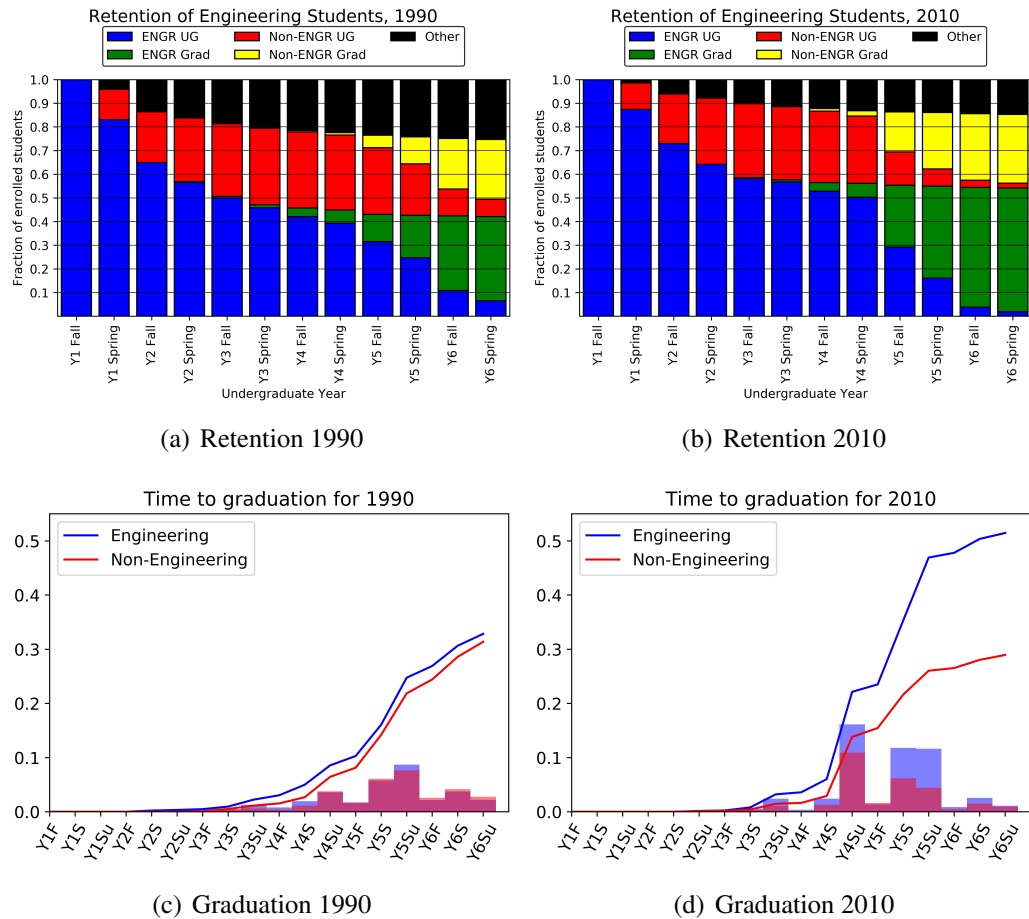 Retention of Engineering Students, 1990
ENGR UG
Non-ENGR UG
Other
ENGR Grad
Non-ENGR Grad
Fraction of enrolled students
1.0
0.9
0.8
0.7
0.6
0.5
0.4
0.3
0.2
0.1
Y1 Fall
Y1 Spring
Y2 Fall
Y2 Spring
Y3 Fall
Y3 Spring
Y4 Fall
Y4 Spring
Y5 Fall
Y5 Spring
Y6 Fall
Y6 Spring
Undergraduate Year
(a) Retention 1990
Retention of Engineering Students, 2010
ENGR UG
Non-ENGR UG
Other
ENGR Grad
Non-ENGR Grad
Fraction of enrolled students
1.0
0.9
0.8
0.7
0.6
0.5
0.4
0.3
0.2
0.1
Y1 Fall
Y1 Spring
Y2 Fall
Y2 Spring
Y3 Fall
Y3 Spring
Y4 Fall
Y4 Spring
Y5 Fall
Y5 Spring
Y6 Fall
Y6 Spring
Undergraduate Year
(b) Retention 2010
Time to graduation for 1990
Engineering
Non-Engineering
0.5
0.4
0.3
0.2
0.1
0.0
Y1F
Y1S
Y1Su
Y2F
Y2S
Y2Su
Y3F
Y3S
Y3Su
Y4F
Y4S
Y4Su
Y5F
Y5S
Y5Su
Y6F
Y6S
Y6Su
(c) Graduation 1990
Time to graduation for 2010
Engineering
Non-Engineering
0.5
0.4
0.3
0.2
0.1
0.0
Y1F
Y1S
Y1Su
Y2F
Y2S
Y2Su
Y3F
Y3S
Y3Su
Y4F
Y4S
Y4Su
Y5F
Y5S
Y5Su
Y6F
Y6S
Y6Su
(d) Graduation 2010